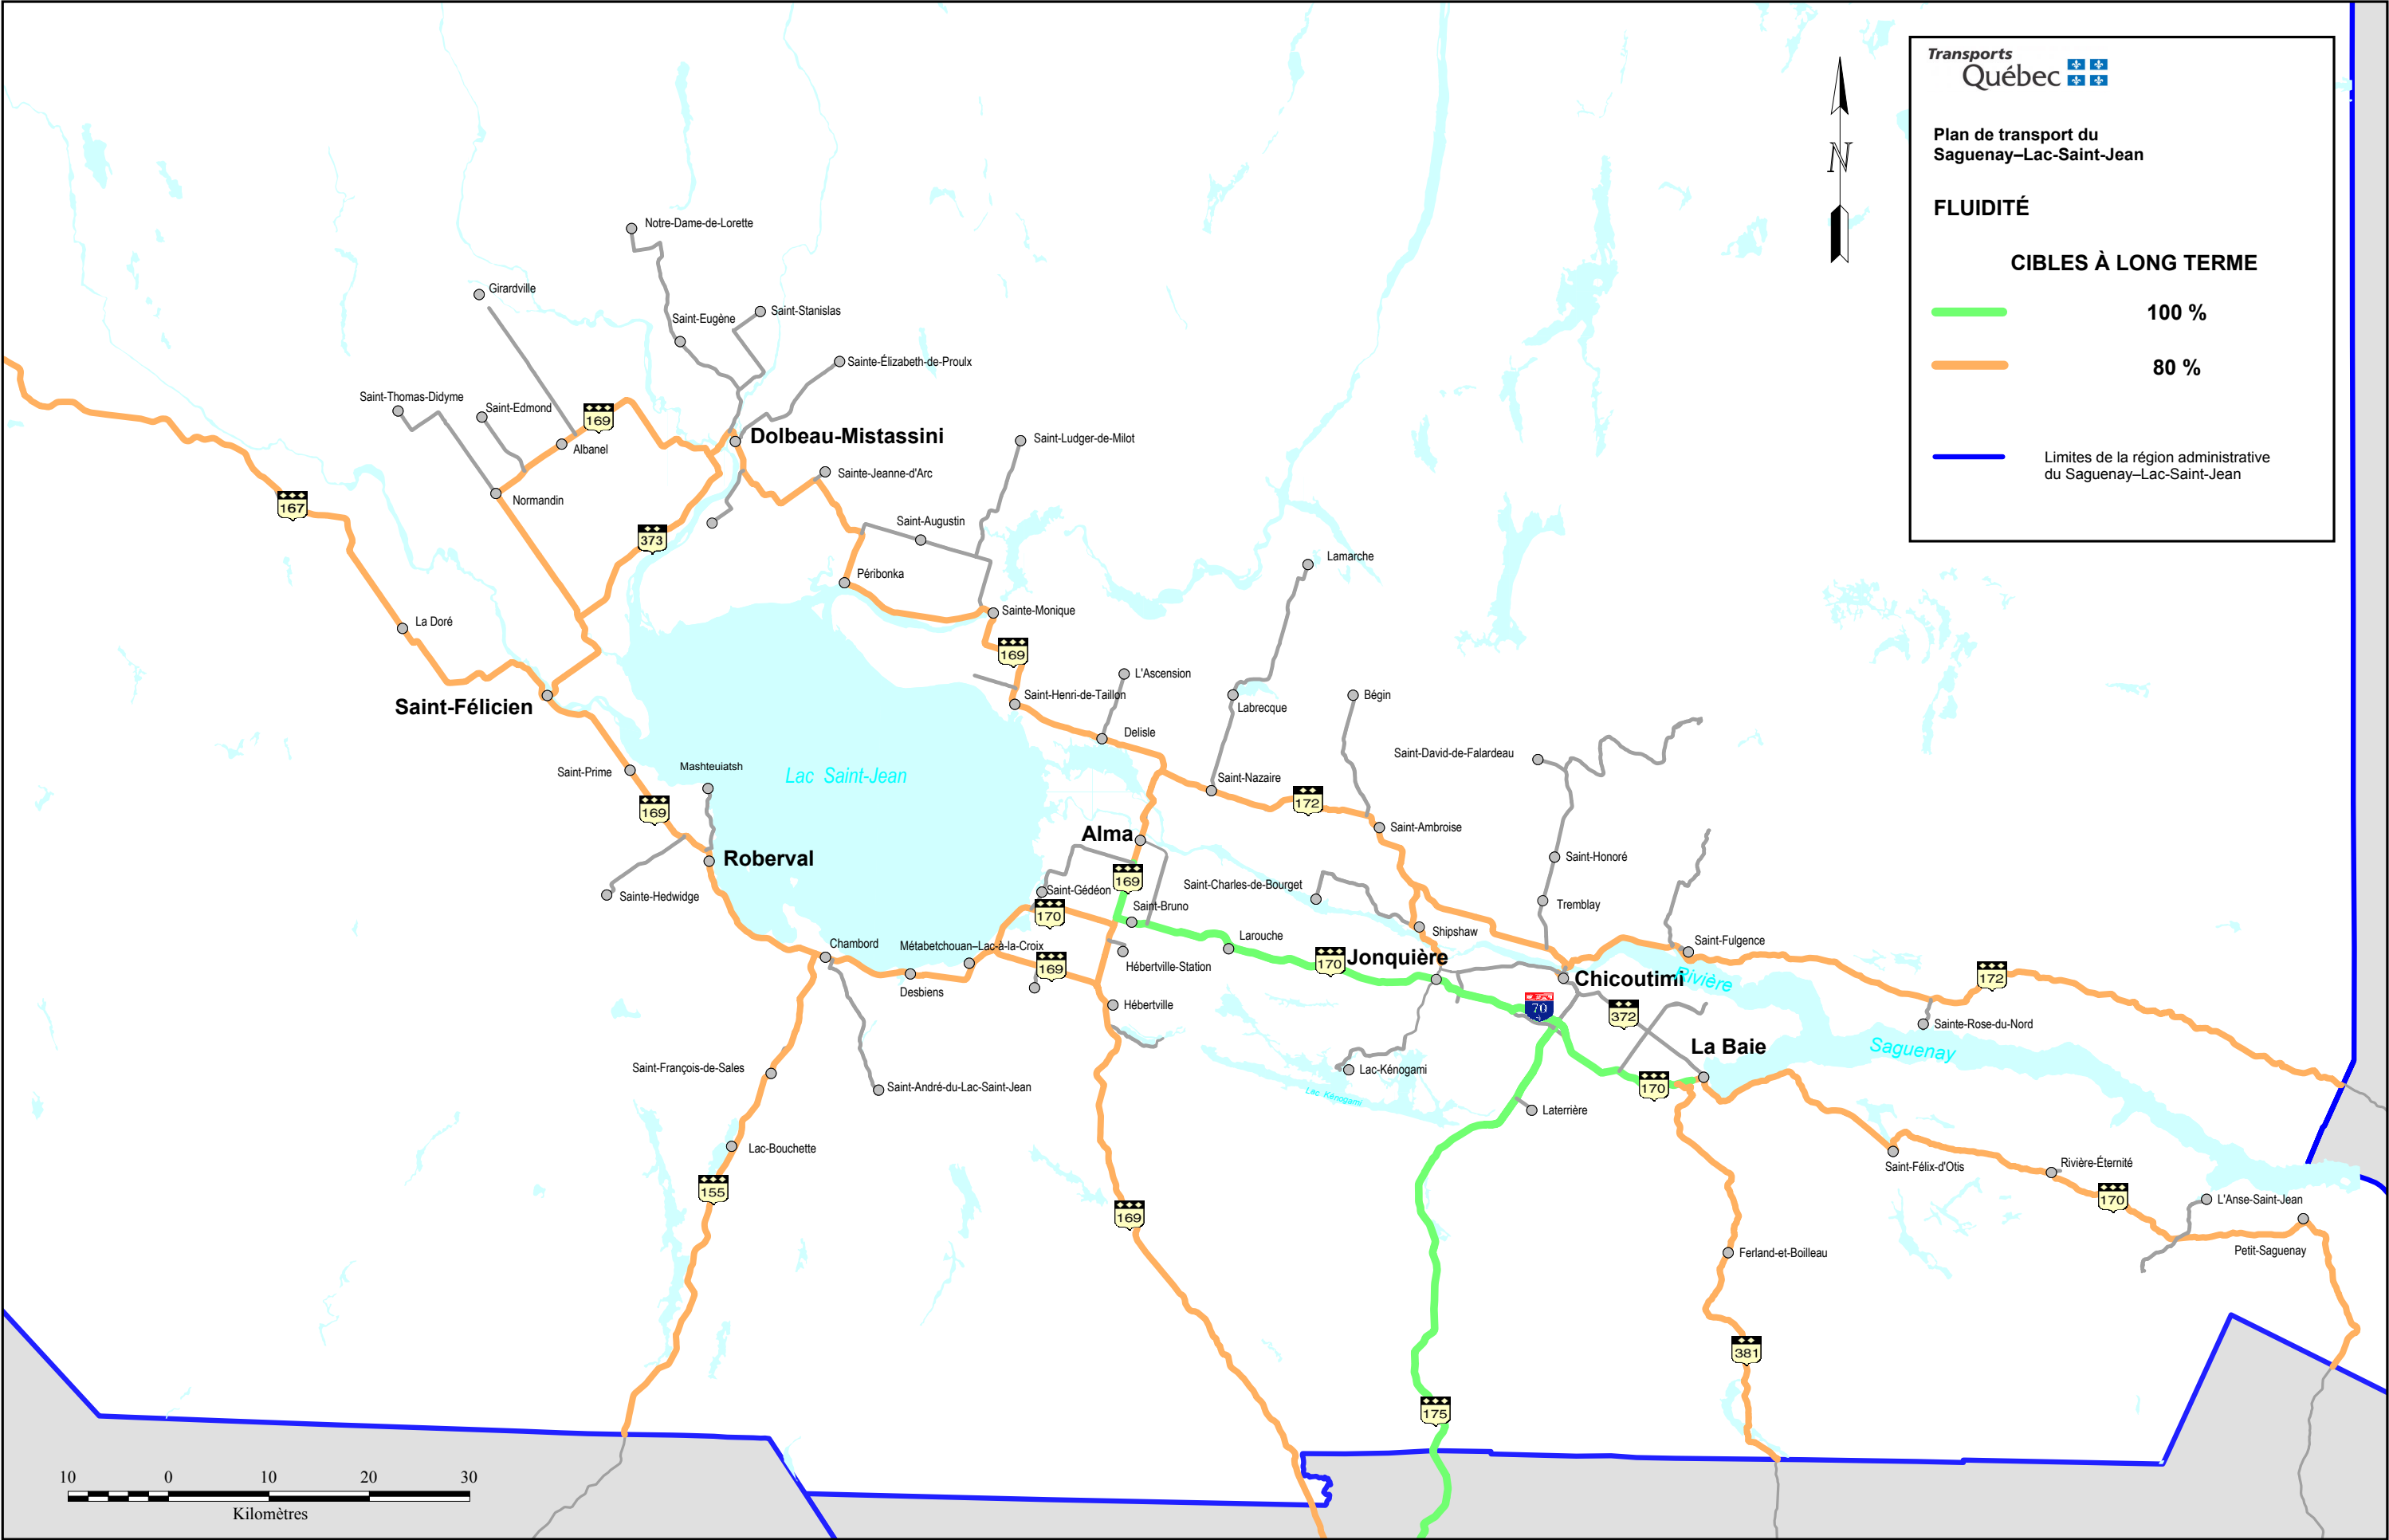 Transports
Québec
Plan de transport du
Saguenay–Lac-Saint-Jean
FLUIDITÉ
CIBLES À LONG TERME
100 %
80 %
Limites de la région administrative
du Saguenay–Lac-Saint-Jean
N
Notre-Dame-de-Lorette
Girardville
Saint-Eugène
Saint-Stanislas
Sainte-Élizabeth-de-Proulx
Saint-Thomas-Didyme
Saint-Edmond
169
Albanel
Dolbeau-Mistassini
Saint-Ludger-de-Milot
Sainte-Jeanne-d'Arc
Normandin
167
373
Saint-Augustin
Lamarche
Péribonka
Sainte-Monique
La Doré
169
L'Ascension
Saint-Félicien
Saint-Henri-de-Taillon
Labrecque
Bégin
Delisle
Saint-David-de-Falardeau
Saint-Prime
Mashteuiatsh
Lac Saint-Jean
Saint-Nazaire
172
169
Alma
Saint-Ambroise
Roberval
Saint-Honoré
169
Saint-Gédéon
Saint-Charles-de-Bourget
Sainte-Hedwidge
170
Saint-Bruno
Tremblay
Chambord
Métabetchouan–Lac-à-la-Croix
Larouche
Shipshaw
Saint-Fulgence
169
Hébertville-Station
170
Jonquière
Chicoutimi
Rivière
172
Desbiens
Hébertville
70
372
Sainte-Rose-du-Nord
La Baie
Saguenay
Saint-François-de-Sales
Saint-André-du-Lac-Saint-Jean
Lac-Kénogami
Lac Kénogami
170
Laterrière
Lac-Bouchette
Saint-Félix-d'Otis
Rivière-Éternité
155
170
L'Anse-Saint-Jean
169
Ferland-et-Boilleau
Petit-Saguenay
381
175
10 0 10 20 30
Kilomètres